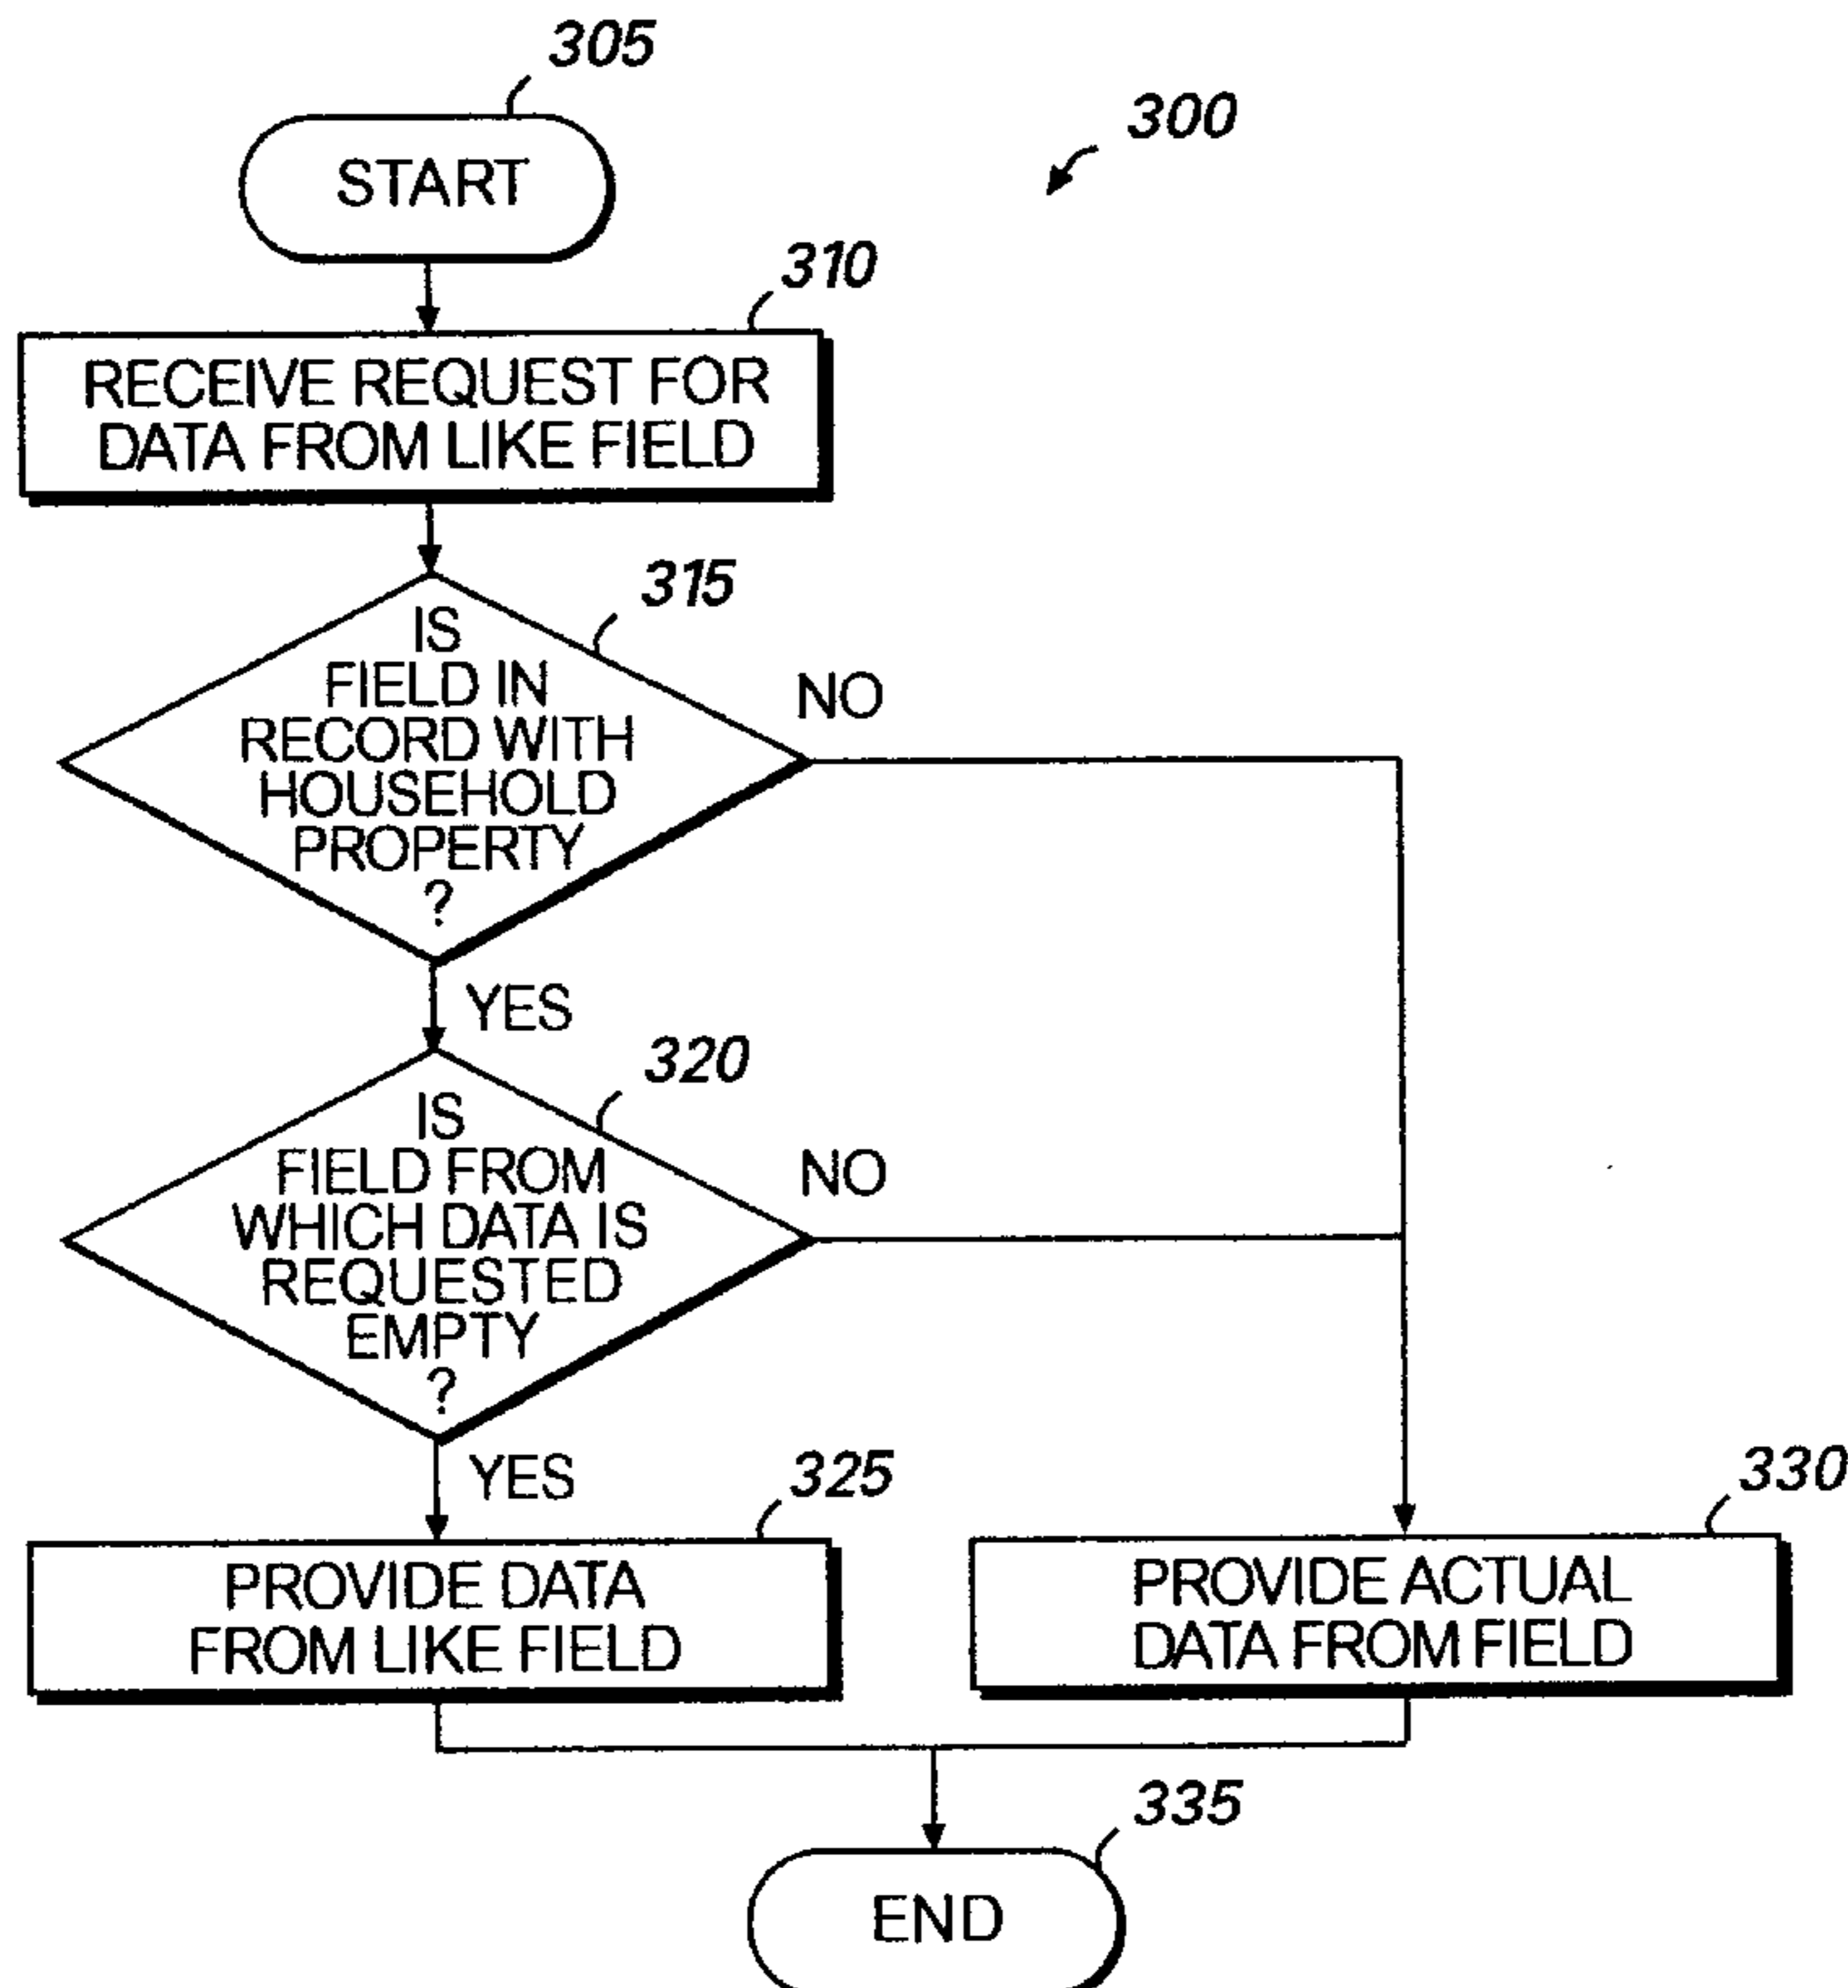 305
300
START
310
RECEIVE REQUEST FOR
DATA FROM LIKE FIELD
315
IS
FIELD IN
RECORD WITH
HOUSEHOLD
PROPERTY
?
NO
YES
320
IS
FIELD FROM
WHICH DATA IS
REQUESTED
EMPTY
?
NO
YES
325
PROVIDE DATA
FROM LIKE FIELD
330
PROVIDE ACTUAL
DATA FROM FIELD
335
END